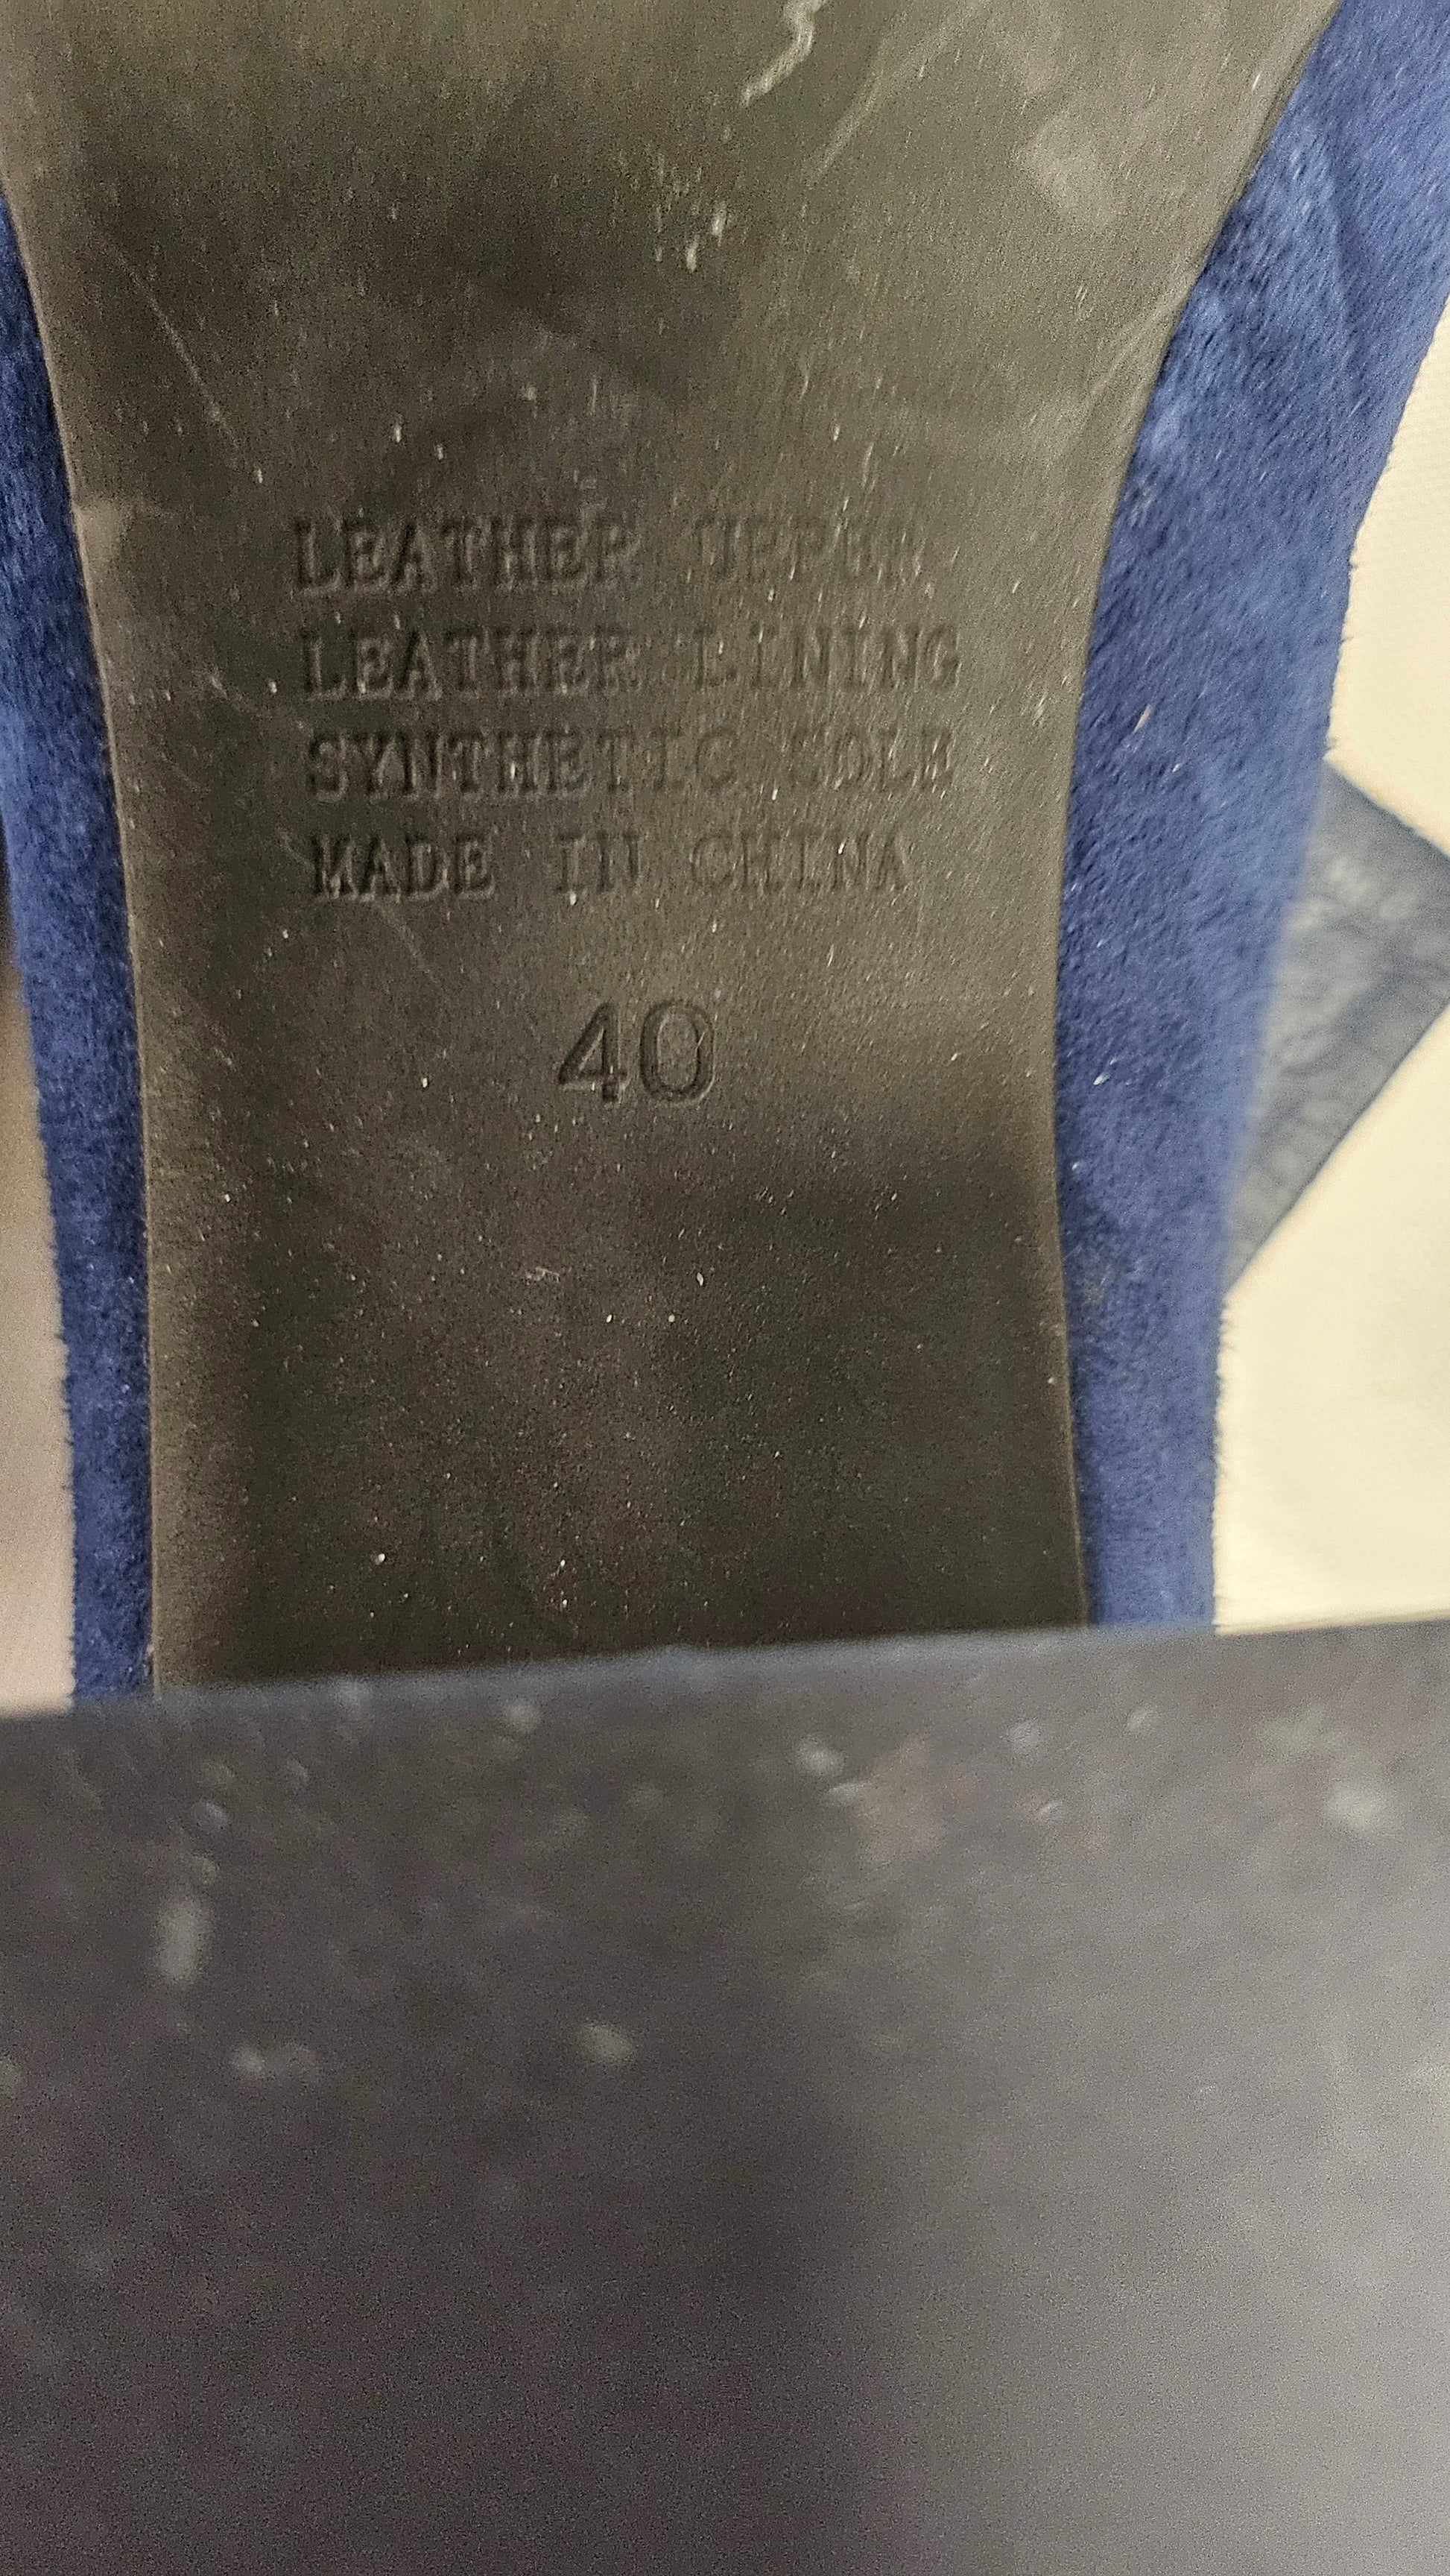 LEATHER UPPER
LEATHER LINING
SYNTHETIC SOLE
MADE IN CHINA
40